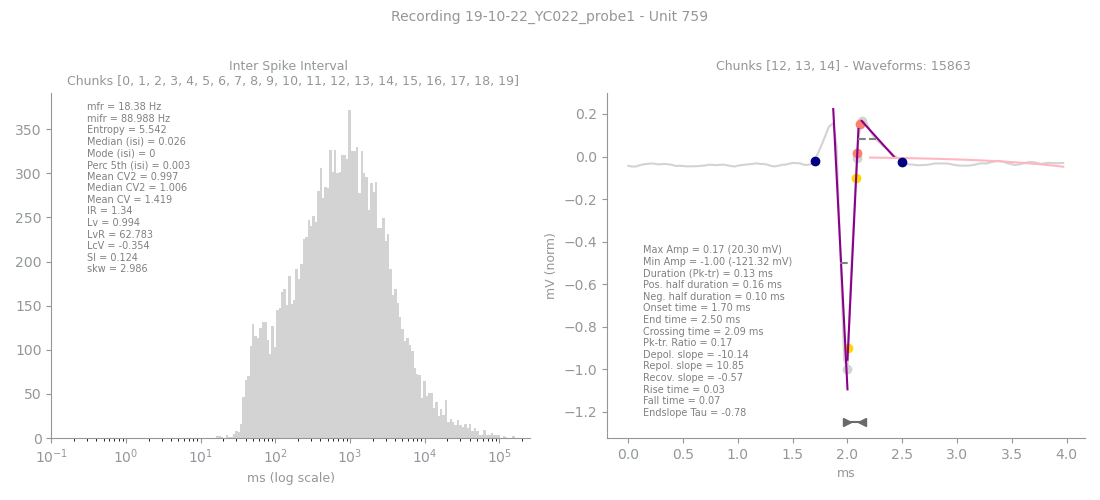 Recording 19-10-22_YC022_probe1 - Unit 759
Inter Spike Interval
Chunks [0, 1, 2, 3, 4, 5, 6, 7, 8, 9, 10, 11, 12, 13, 14, 15, 16, 17, 18, 19]
mfr = 18.38 Hz
mifr = 88.988 Hz
Entropy = 5.542
Median (isi) = 0.026
Mode (isi) = 0
Perc 5th (isi) = 0.003
Mean CV2 = 0.997
Median CV2 = 1.006
Mean CV = 1.419
IR = 1.34
Lv = 0.994
LvR = 62.783
LcV = -0.354
SI = 0.124
skw = 2.986
350
300
250
200
150
100
50
0
10⁻¹ 10⁰ 10¹ 10² 10³ 10⁴ 10⁵
ms (log scale)
Chunks [12, 13, 14] - Waveforms: 15863
mV (norm)
0.2
0.0
−0.2
−0.4
−0.6
−0.8
−1.0
−1.2
Max Amp = 0.17 (20.30 mV)
Min Amp = -1.00 (-121.32 mV)
Duration (Pk-tr) = 0.13 ms
Pos. half duration = 0.16 ms
Neg. half duration = 0.10 ms
Onset time = 1.70 ms
End time = 2.50 ms
Crossing time = 2.09 ms
Pk-tr. Ratio = 0.17
Depol. slope = -10.14
Repol. slope = 10.85
Recov. slope = -0.57
Rise time = 0.03
Fall time = 0.07
Endslope Tau = -0.78
0.0 0.5 1.0 1.5 2.0 2.5 3.0 3.5 4.0
ms